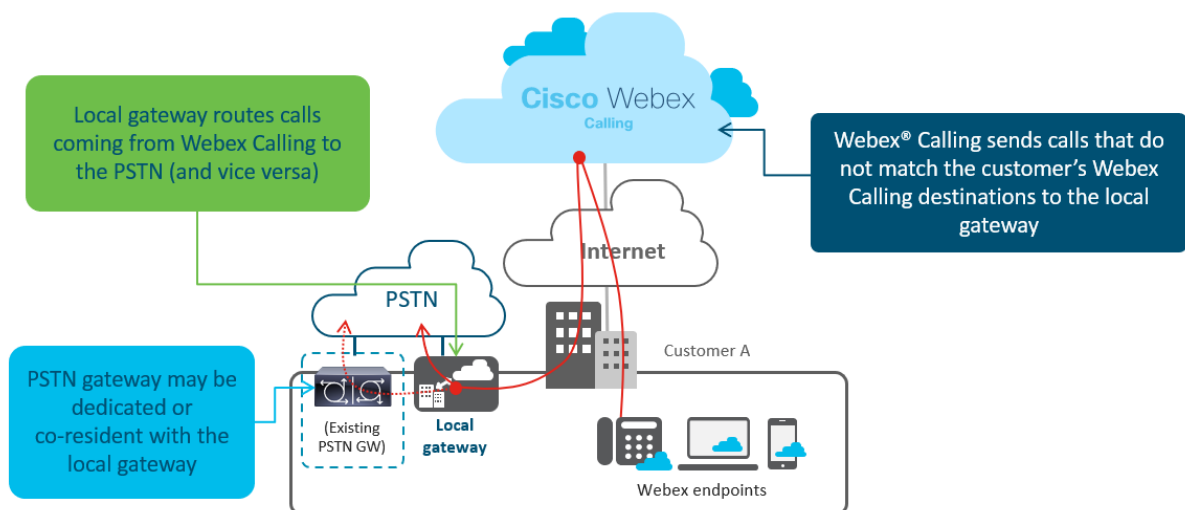 Cisco Webex
Calling
Local gateway routes calls
coming from Webex Calling to
the PSTN (and vice versa)
Webex® Calling sends calls that do
not match the customer’s Webex
Calling destinations to the local
gateway
Internet
PSTN
Customer A
PSTN gateway may be
dedicated or
co-resident with the
local gateway
(Existing
PSTN GW)
Local
gateway
Webex endpoints